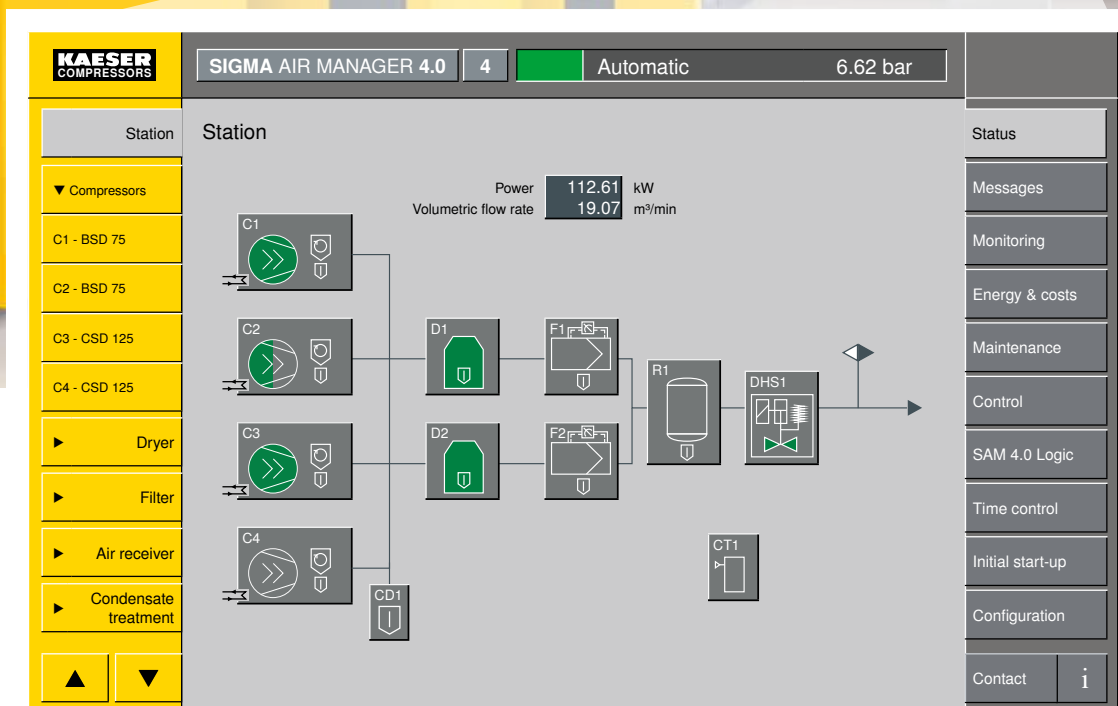 KAESER
COMPRESSORS
SIGMA AIR MANAGER 4.0
4
Automatic
6.62 bar
Station
▼ Compressors
C1 - BSD 75
C2 - BSD 75
C3 - CSD 125
C4 - CSD 125
► Dryer
► Filter
► Air receiver
► Condensate
treatment
▲ ▼
Station
Power 112.61 kW
Volumetric flow rate 19.07 m³/min
C1
C2
D1
F1
R1
DHS1
C3
D2
F2
C4
CD1
CT1
Status
Messages
Monitoring
Energy & costs
Maintenance
Control
SAM 4.0 Logic
Time control
Initial start-up
Configuration
Contact
i